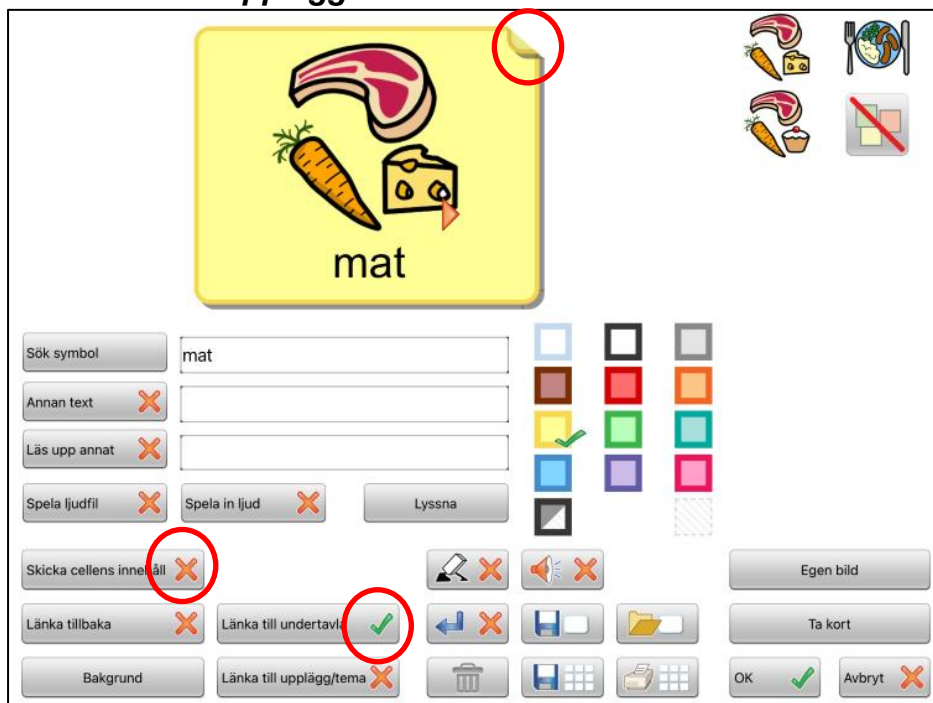 mat
Sök symbol
mat
Annan text
Läs upp annat
Spela ljudfil
Spela in ljud
Lyssna
Skicka cellens innehåll
Egen bild
Länka tillbaka
Länka till undertavla
Ta kort
Bakgrund
Länka till upplägg/tema
OK
Avbryt